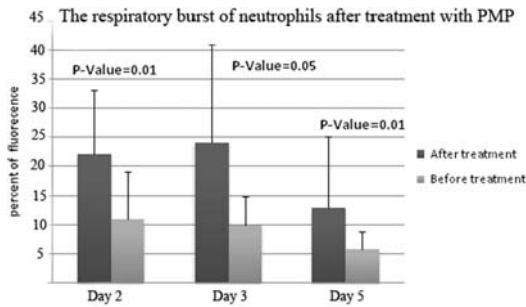 The respiratory burst of neutrophils after treatment with PMP
45
40
35
30
25
20
15
10
5
percent of fluorecence
P-Value=0.01
P-Value=0.05
P-Value=0.01
After treatment
Before treatment
Day 2
Day 3
Day 5